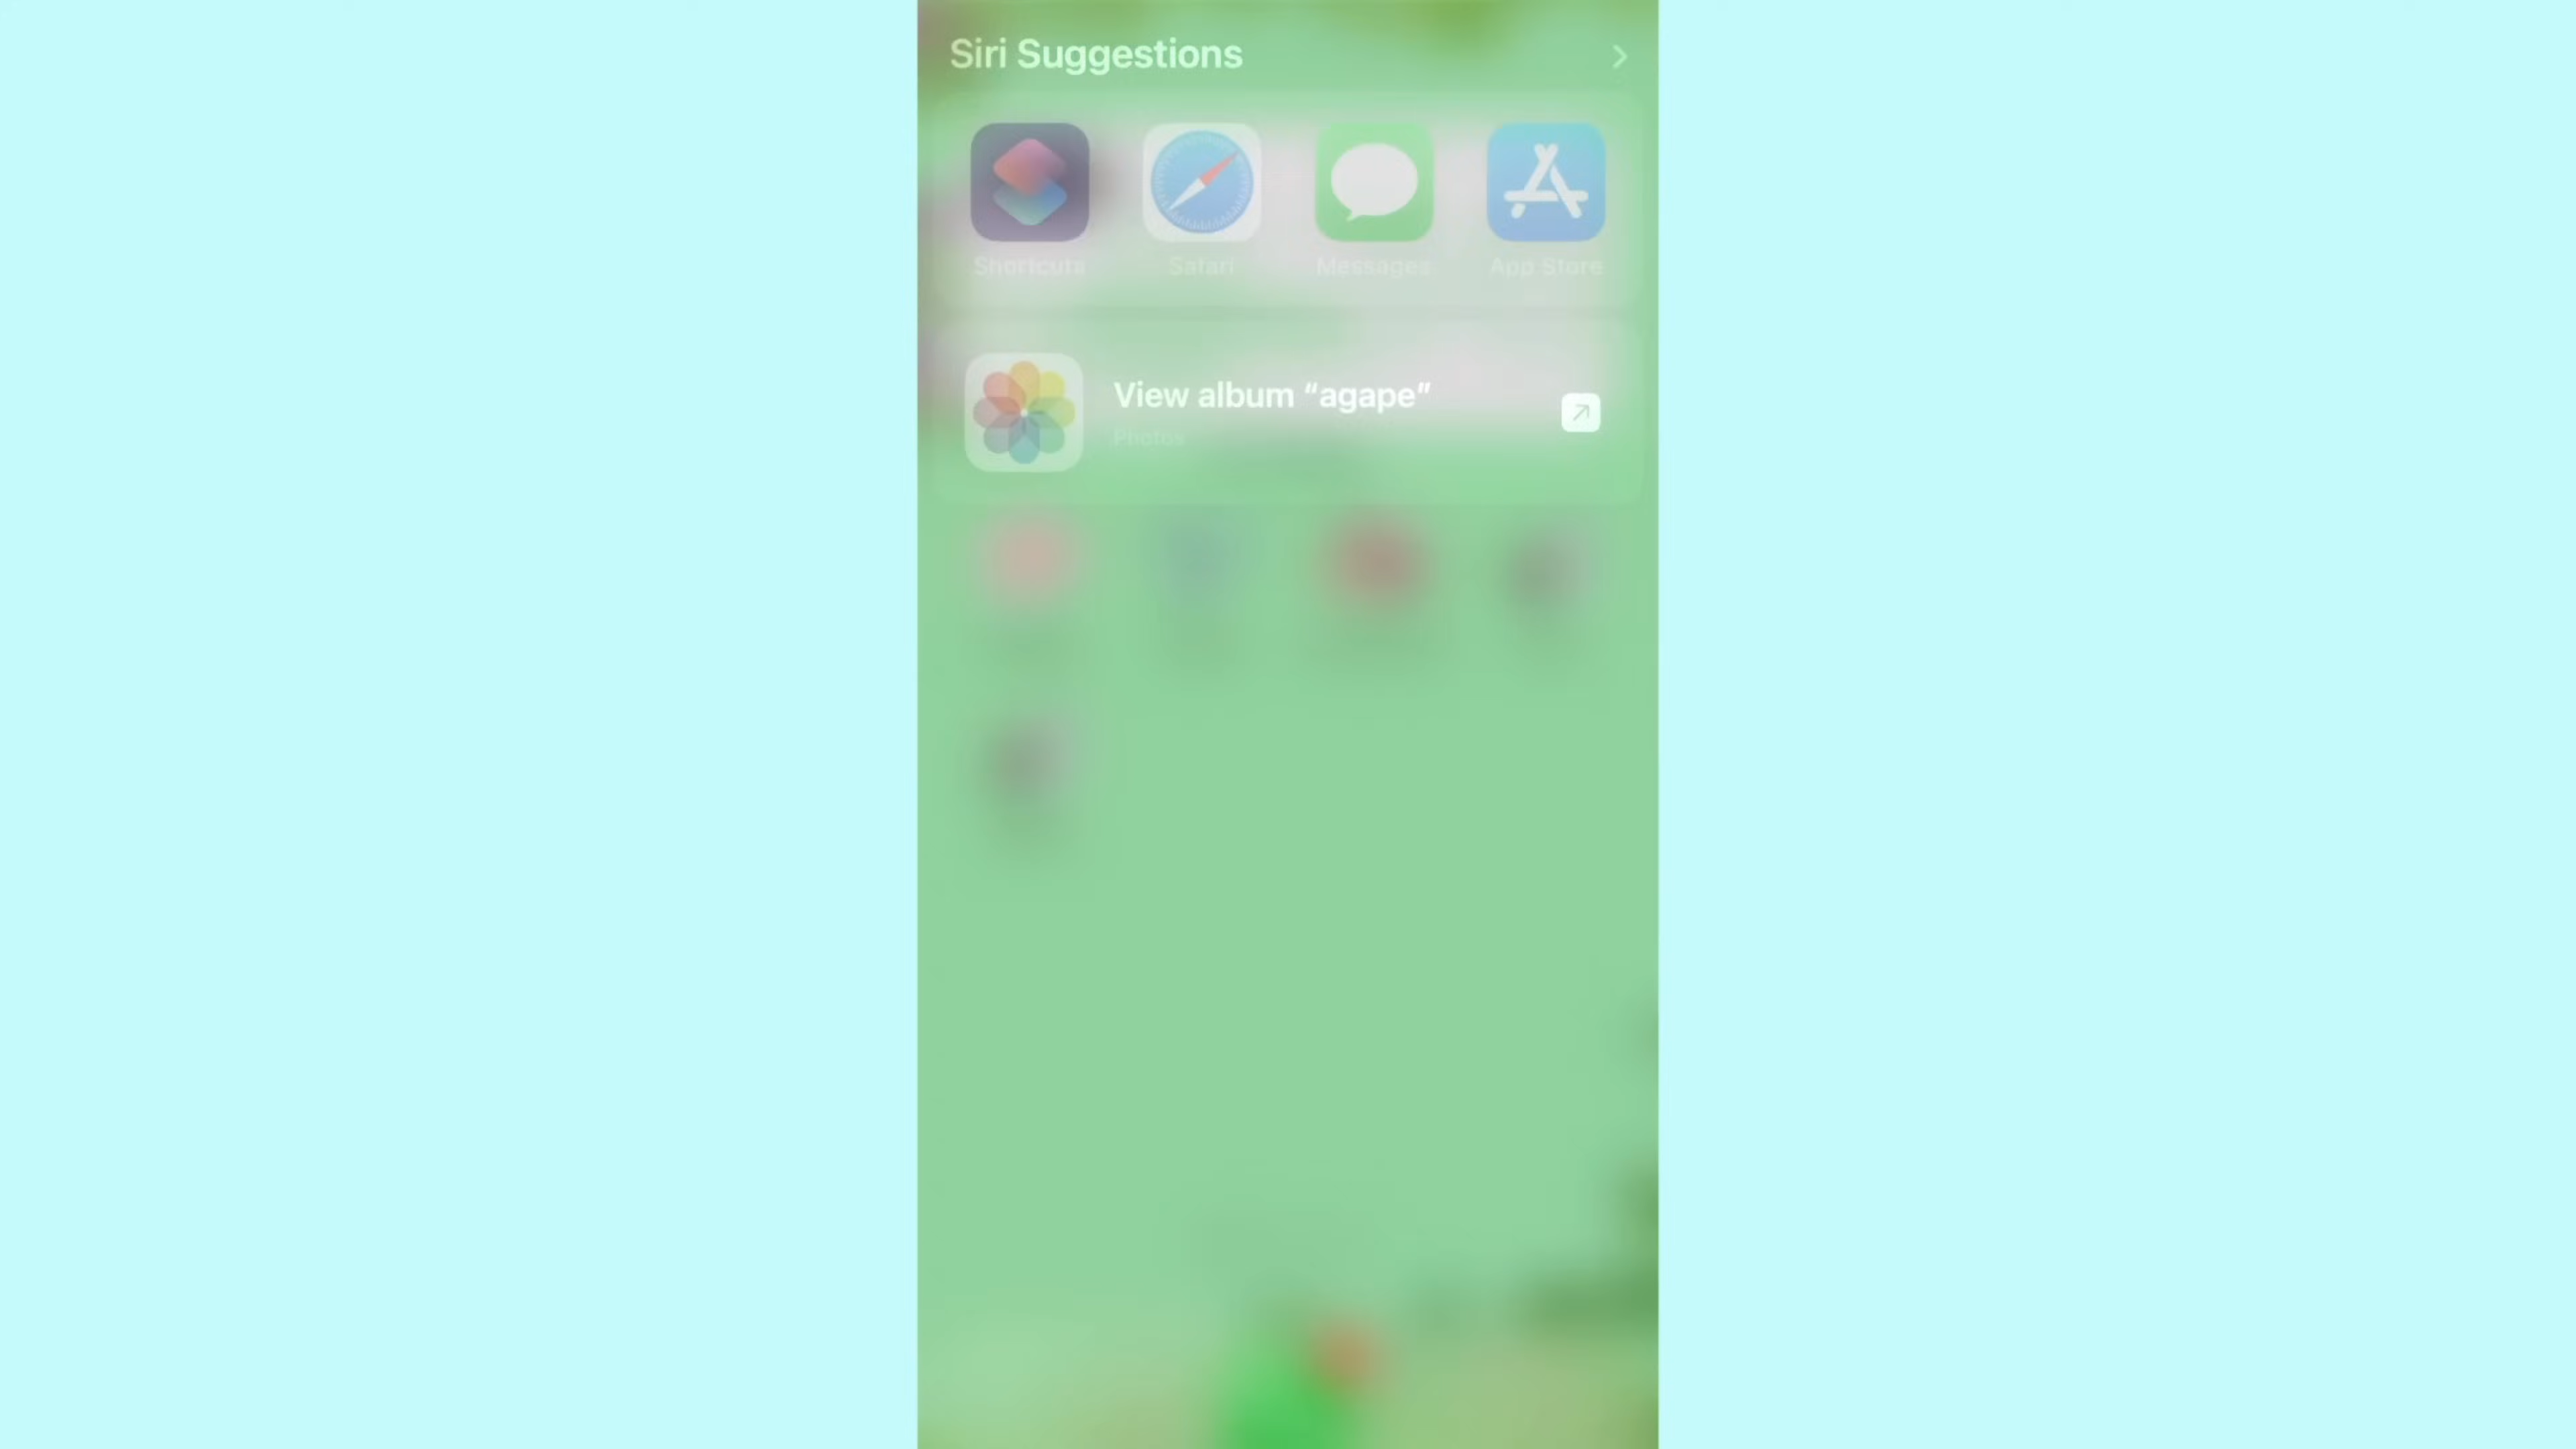 Siri Suggestions
Shortcuts
Safari
Messages
App Store
View album “agape”
Photos